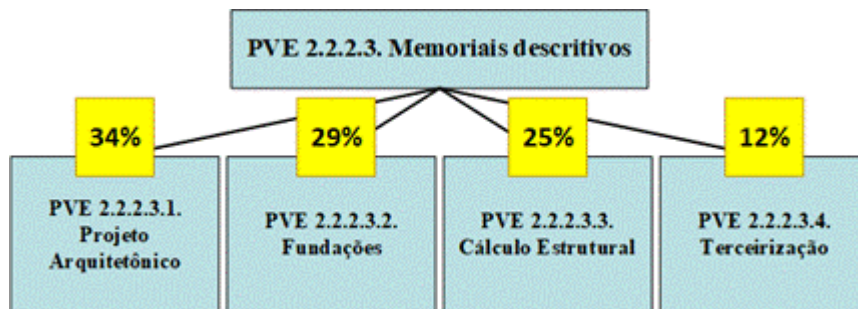 PVE 2.2.2.3. Memoriais descritivos
34%
29%
25%
12%
PVE 2.2.2.3.1.
Projeto
Arquitetônico
PVE 2.2.2.3.2.
Fundações
PVE 2.2.2.3.3.
Cálculo Estrutural
PVE 2.2.2.3.4.
Terceirização